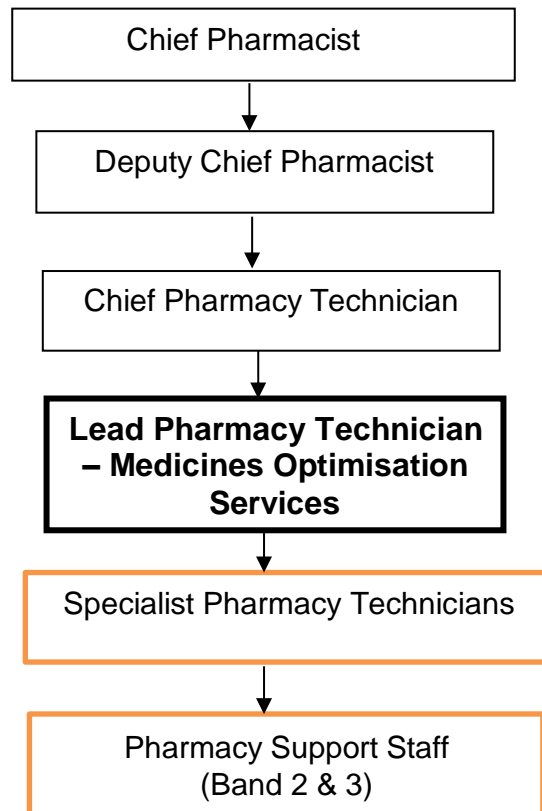 Chief Pharmacist
Deputy Chief Pharmacist
Chief Pharmacy Technician
Lead Pharmacy Technician
– Medicines Optimisation
Services
Specialist Pharmacy Technicians
Pharmacy Support Staff
(Band 2 & 3)